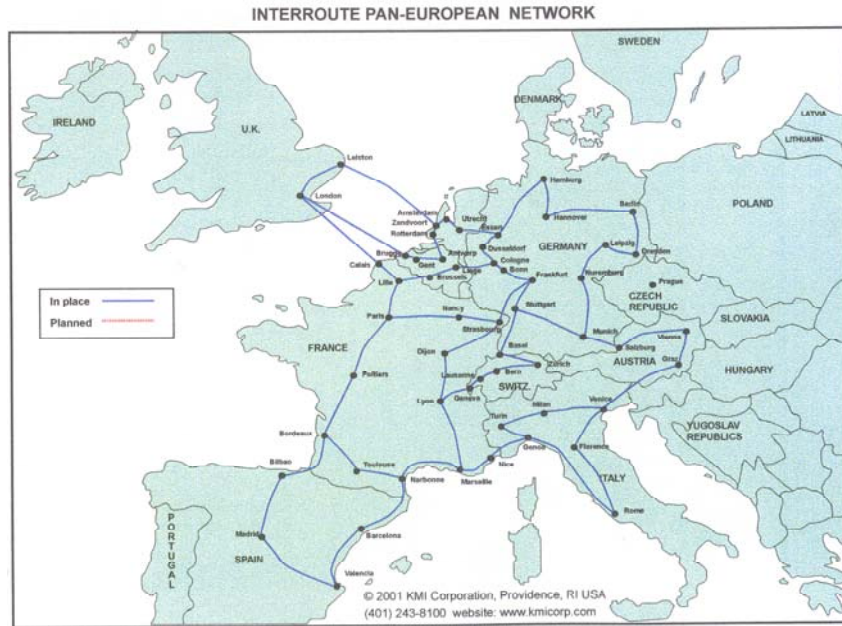 INTERROUTE PAN-EUROPEAN NETWORK
SWEDEN
DENMARK
IRELAND
LATVIA
LITHUANIA
U.K.
Leiston
Hamburg
London
Amsterdam
Zandvoort
Utrecht
Rotterdam
Essen
Hannover
Berlin
POLAND
Brugge
Gent
Antwerp
Dusseldorf
GERMANY
Leipzig
Dresden
Calais
Lille
Brussels
Liege
Cologne
Bonn
Frankfurt
Nuremberg
Prague
CZECH
REPUBLIC
In place
Planned
Paris
Nancy
Strasbourg
Stuttgart
Munich
Salzburg
Vienna
SLOVAKIA
FRANCE
Dijon
Basel
AUSTRIA
Graz
HUNGARY
Poitiers
Lausanne
Bern
Zurich
SWITZ.
Geneva
Lyon
Milan
Venice
Turin
YUGOSLAV
REPUBLICS
Bordeaux
Genoa
Florence
Bilbao
Toulouse
Narbonne
Marseille
Nice
ITALY
Rome
PORTUGAL
Madrid
Barcelona
SPAIN
Valencia
© 2001 KMI Corporation, Providence, RI USA
(401) 243-8100 website: www.kmicorp.com